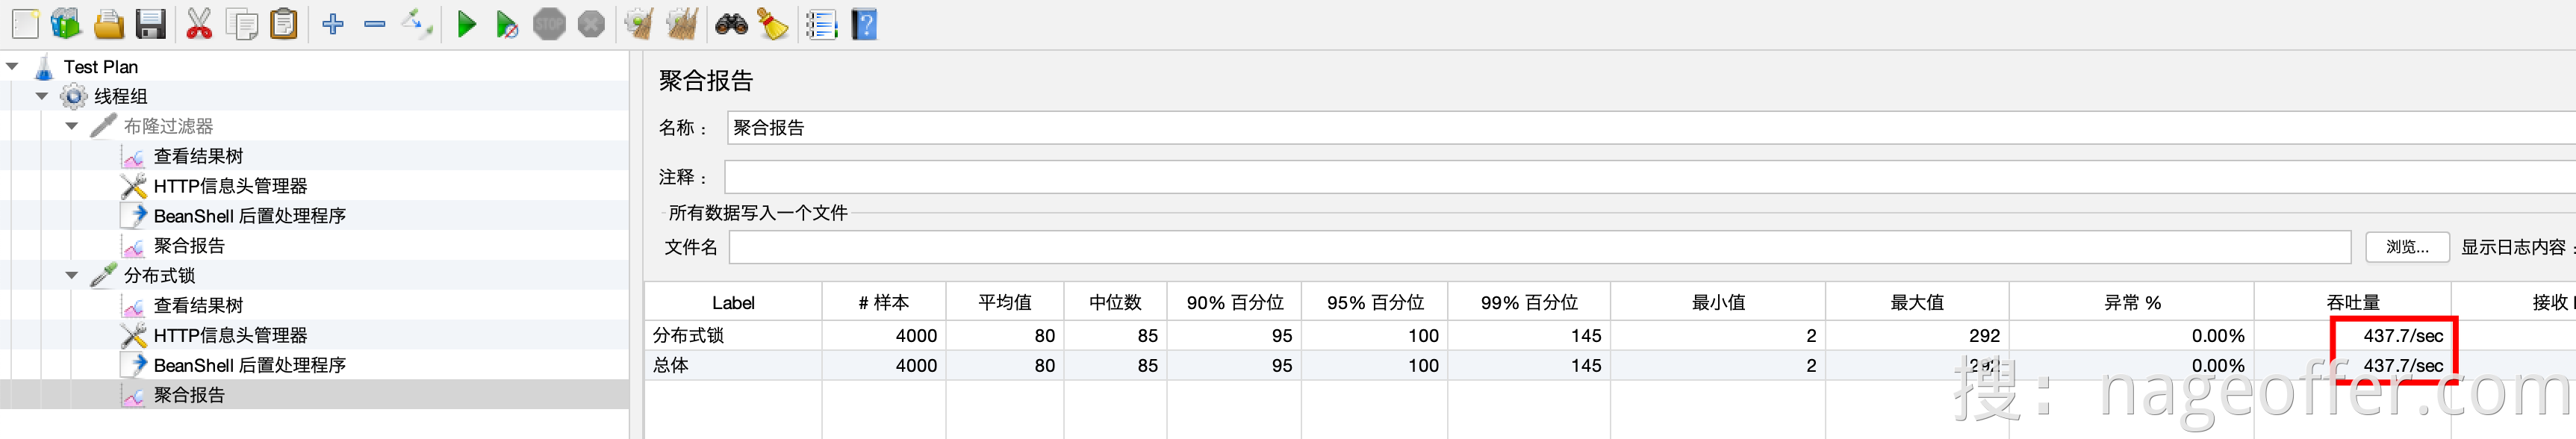 STOP
Test Plan
线程组
布隆过滤器
查看结果树
HTTP信息头管理器
BeanShell 后置处理程序
聚合报告
分布式锁
查看结果树
HTTP信息头管理器
BeanShell 后置处理程序
聚合报告
聚合报告
名称： 聚合报告
注释：
所有数据写入一个文件
文件名 浏览... 显示日志内容：
Label # 样本 平均值 中位数 90% 百分位 95% 百分位 99% 百分位 最小值 最大值 异常 % 吞吐量 接收
分布式锁 4000 80 85 95 100 145 2 292 0.00% 437.7/sec
总体 4000 80 85 95 100 145 2 292 0.00% 437.7/sec
搜：nageoffer.com